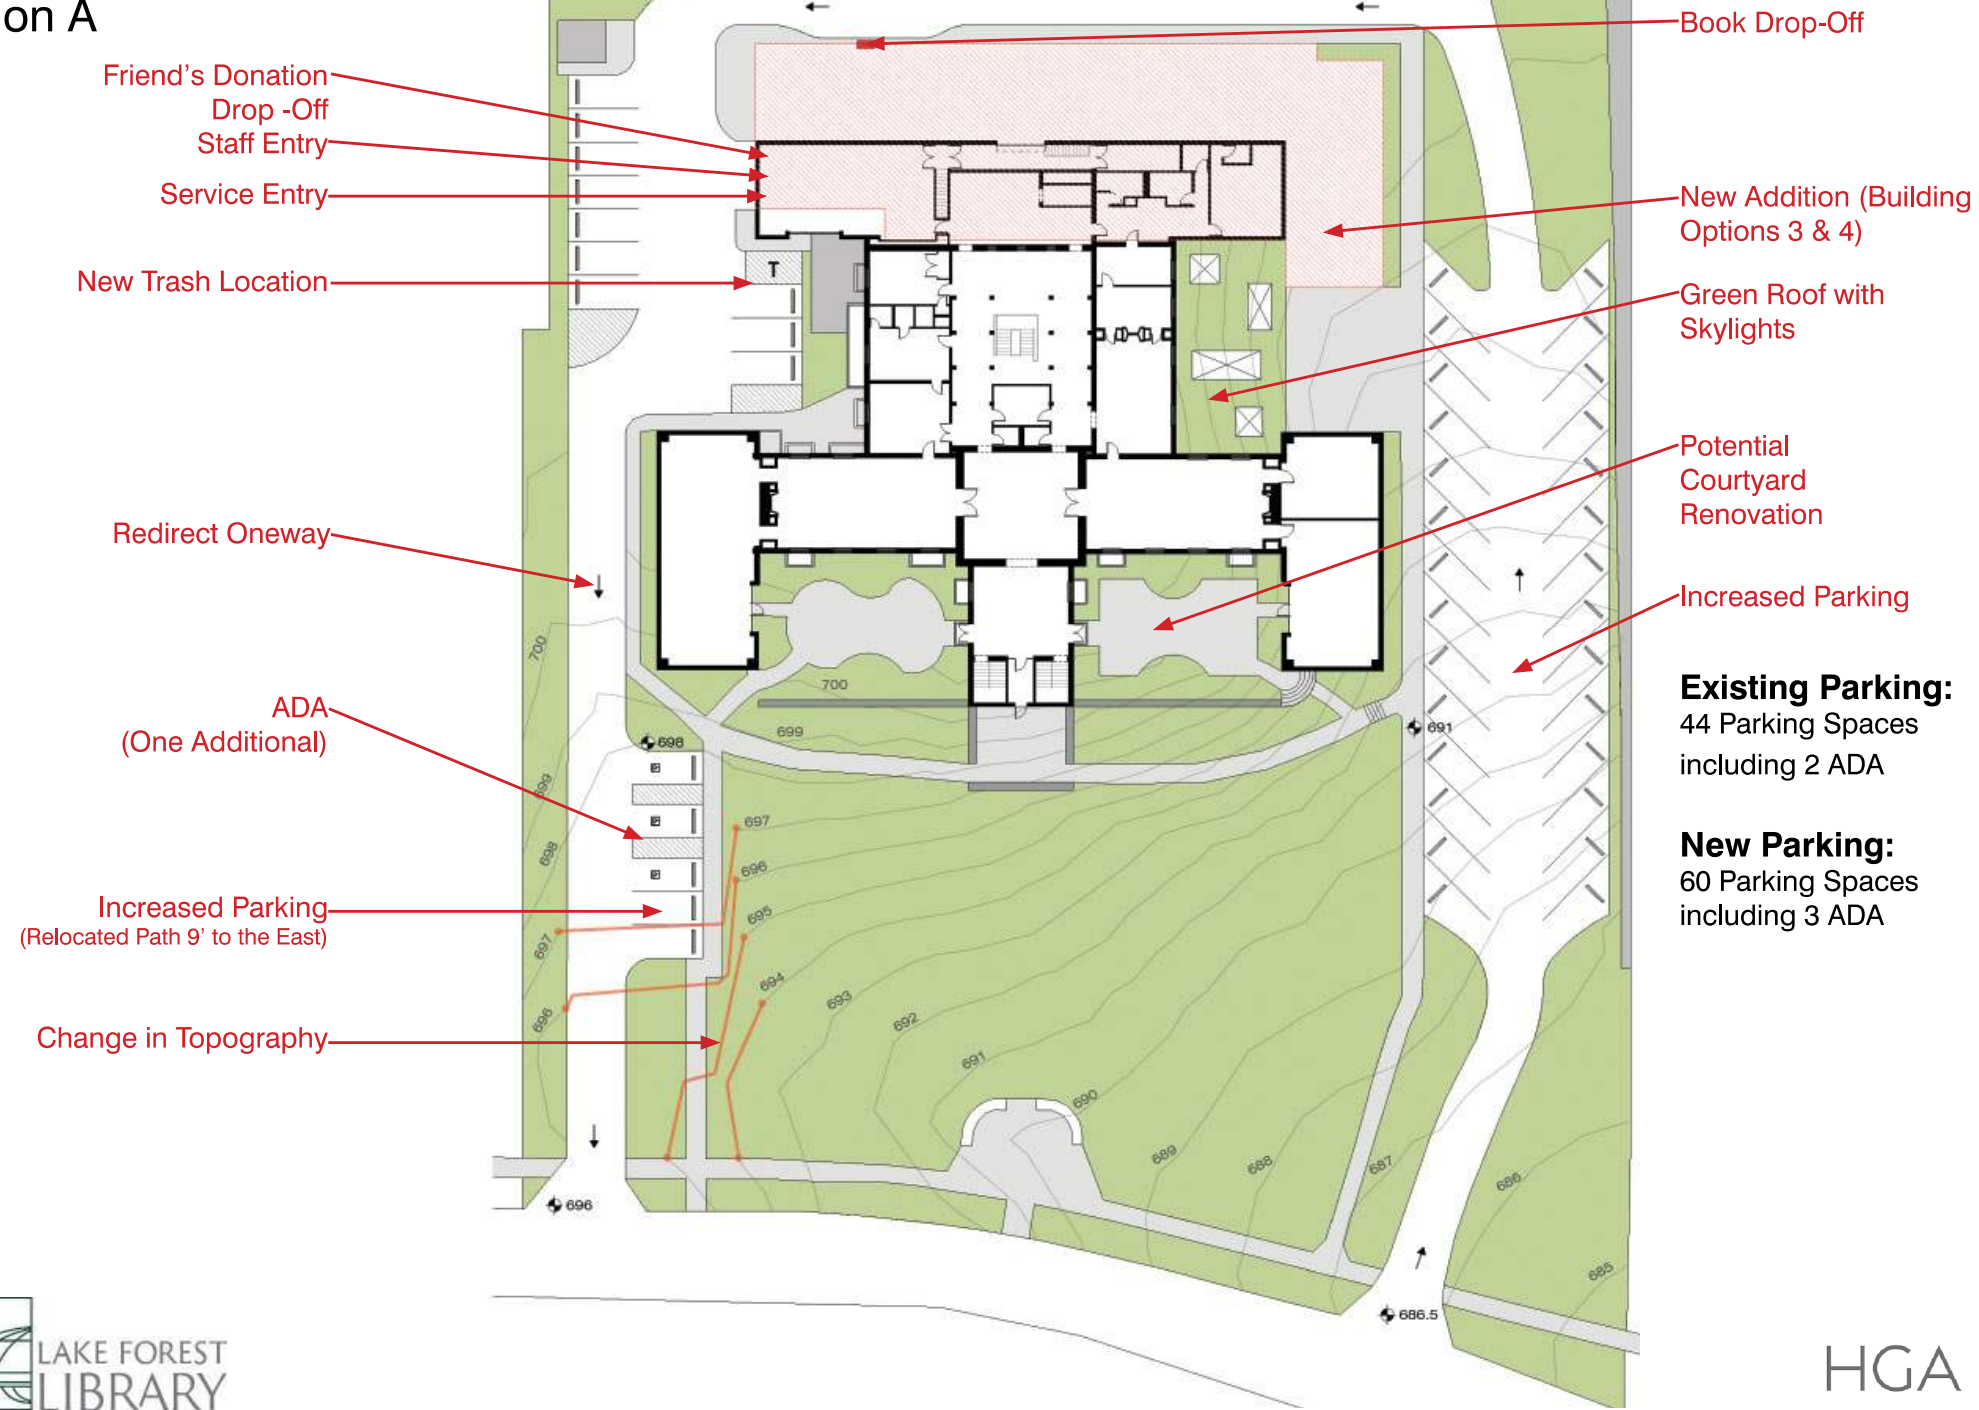 on A
Friend's Donation
Drop -Off
Staff Entry
Service Entry
New Trash Location
Redirect Oneway
ADA
(One Additional)
Increased Parking
(Relocated Path 9' to the East)
Change in Topography
Book Drop-Off
New Addition (Building
Options 3 & 4)
Green Roof with
Skylights
Potential
Courtyard
Renovation
Increased Parking
Existing Parking:
44 Parking Spaces
including 2 ADA
New Parking:
60 Parking Spaces
including 3 ADA
T
700
700
699
698
691
699
698
697
696
697
696
695
694
693
692
691
690
689
688
687
686
685
696
686.5
LAKE FOREST
LIBRARY
HGA